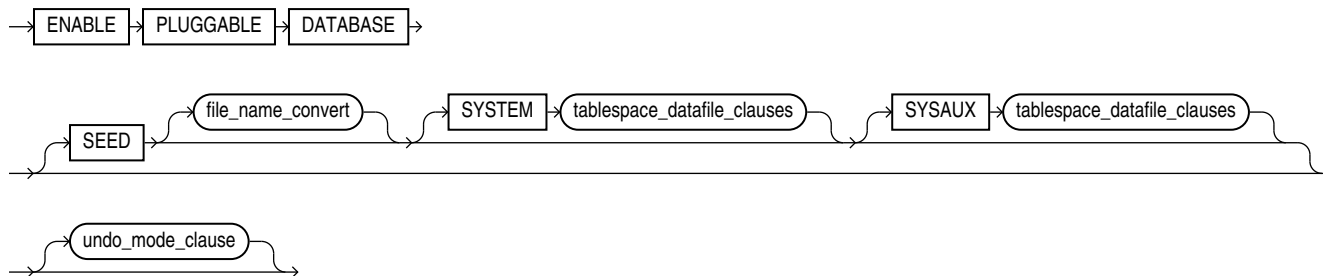 ENABLE PLUGGABLE DATABASE
SEED file_name_convert SYSTEM tablespace_datafile_clauses SYSAUX tablespace_datafile_clauses
undo_mode_clause